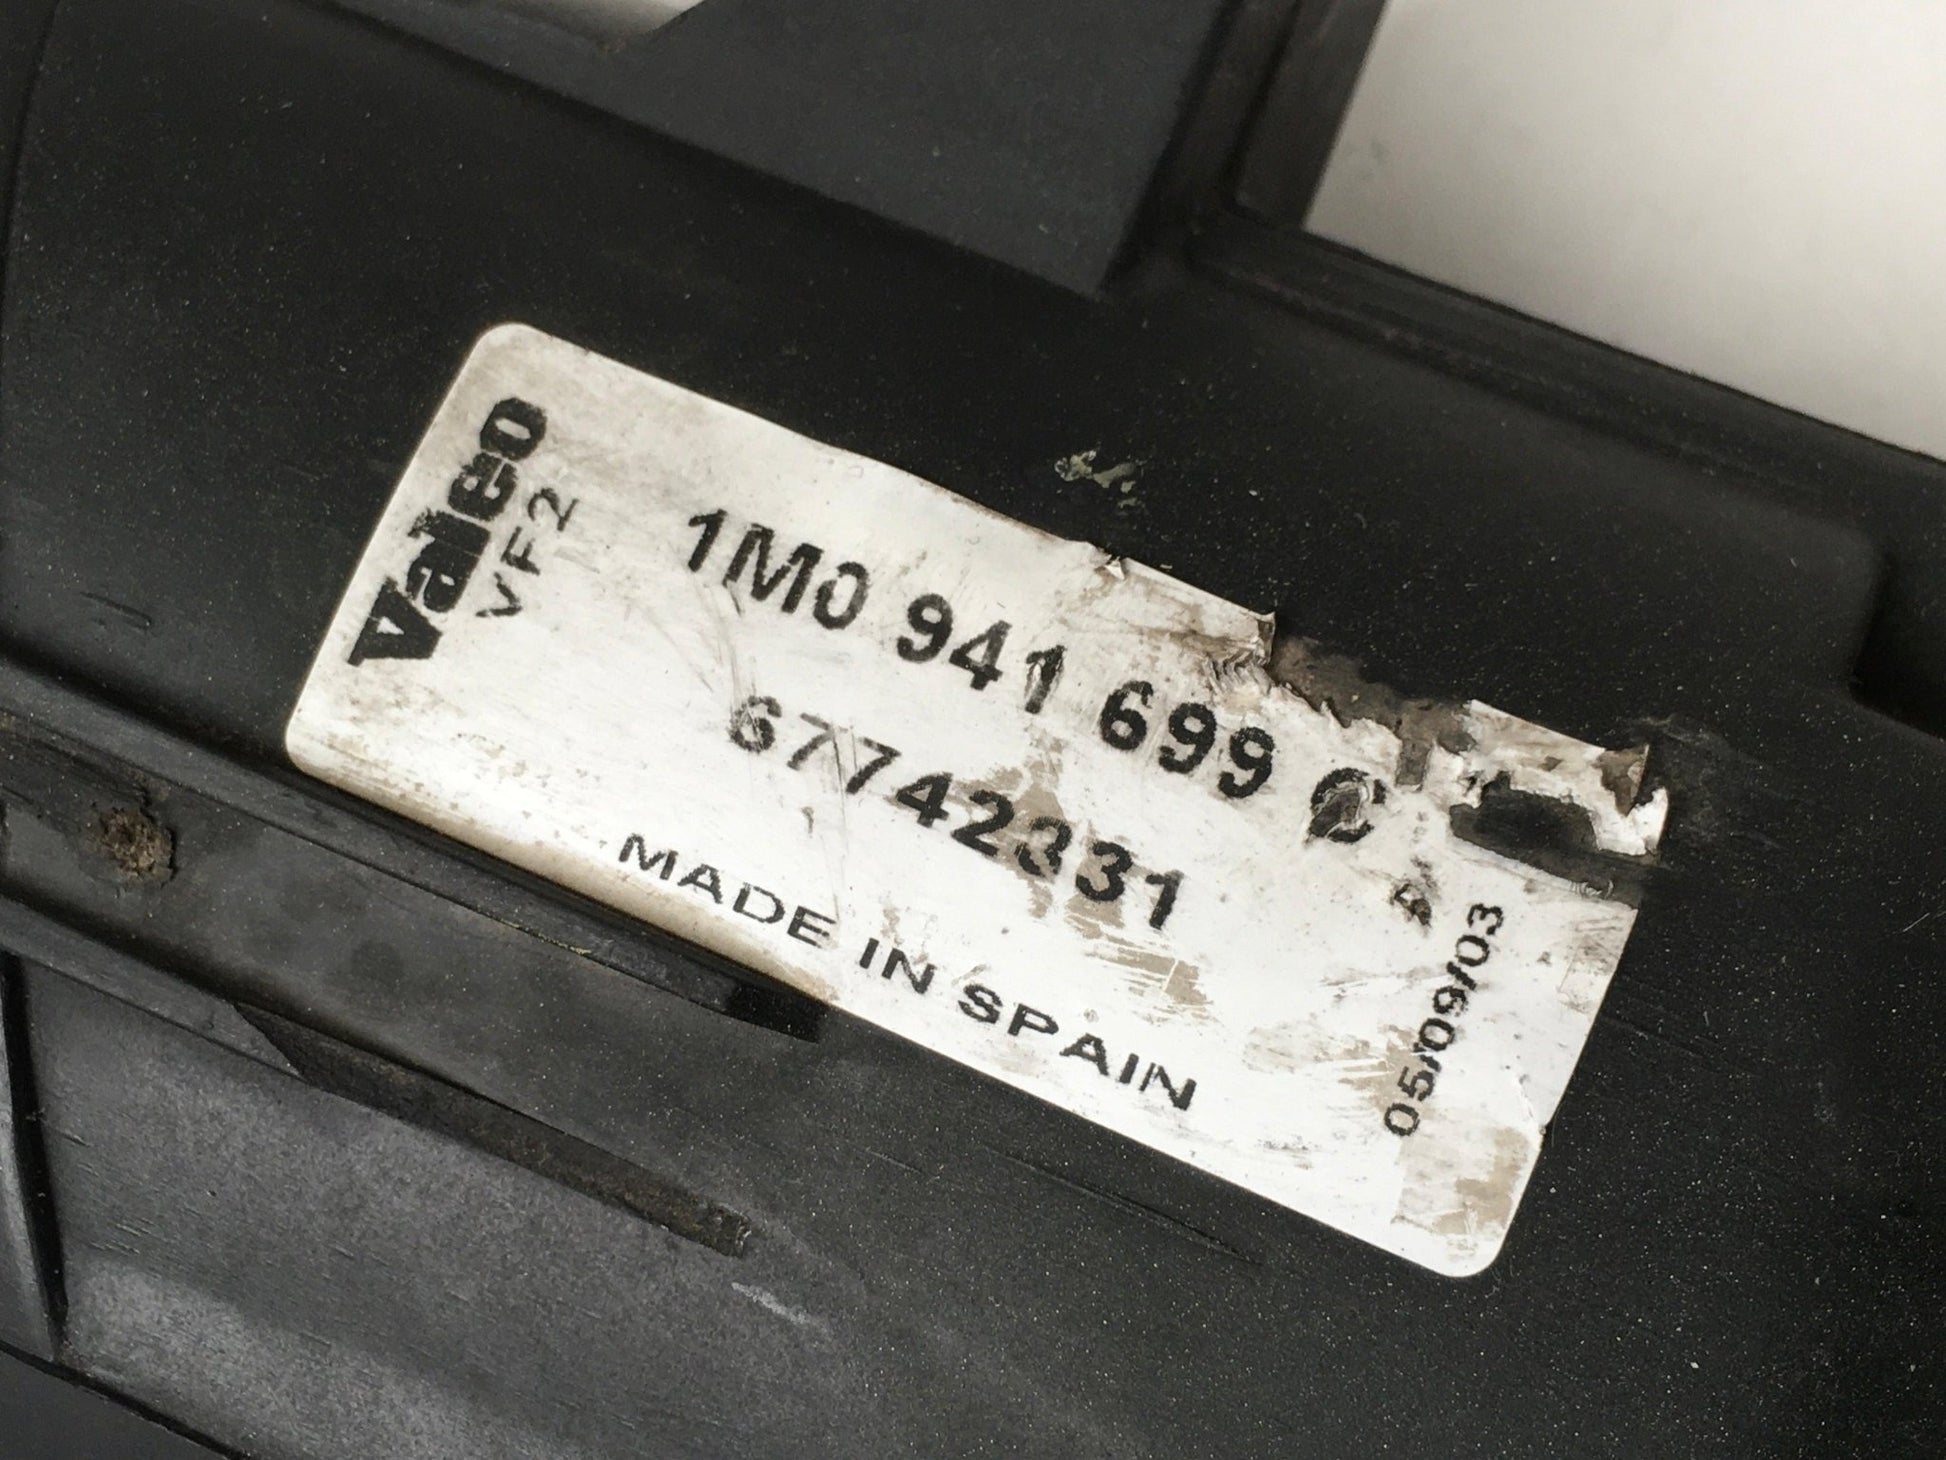 Valeo
VF2
1M0 941 699 C
67742331
MADE IN SPAIN
05/09/03